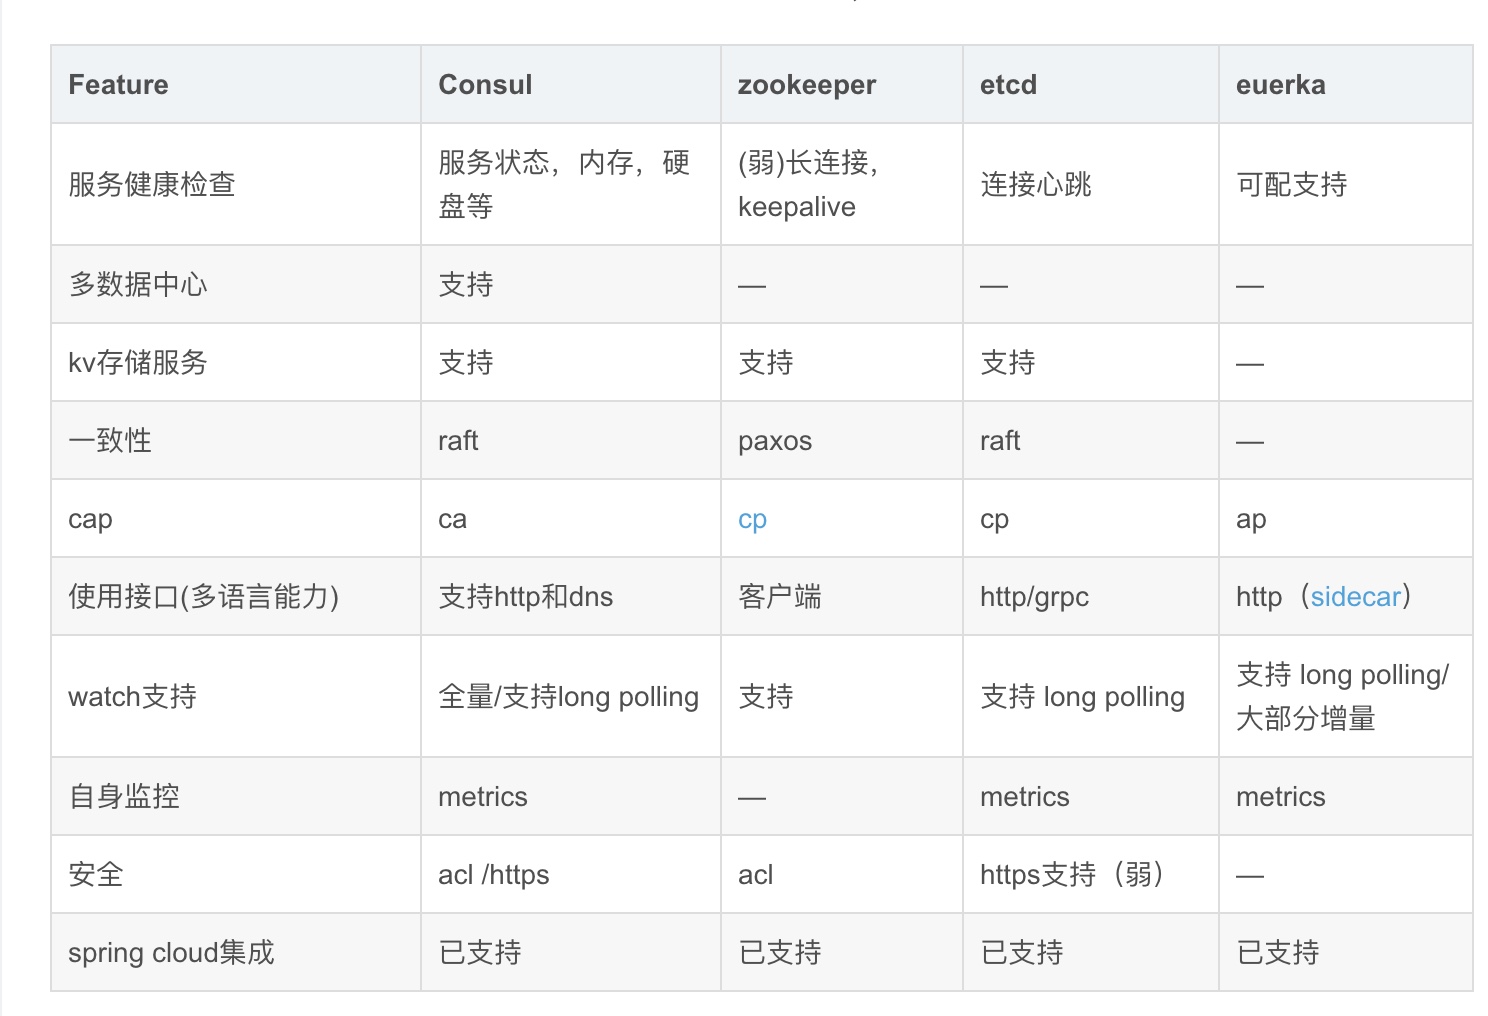 Feature Consul zookeeper etcd euerka
服务健康检查 服务状态，内存，硬盘等 (弱)长连接，keepalive 连接心跳 可配支持
多数据中心 支持 — — —
kv存储服务 支持 支持 支持 —
一致性 raft paxos raft —
cap ca cp cp ap
使用接口(多语言能力) 支持http和dns 客户端 http/grpc http（sidecar）
watch支持 全量/支持long polling 支持 支持 long polling 支持 long polling/大部分增量
自身监控 metrics — metrics metrics
安全 acl /https acl https支持（弱） —
spring cloud集成 已支持 已支持 已支持 已支持